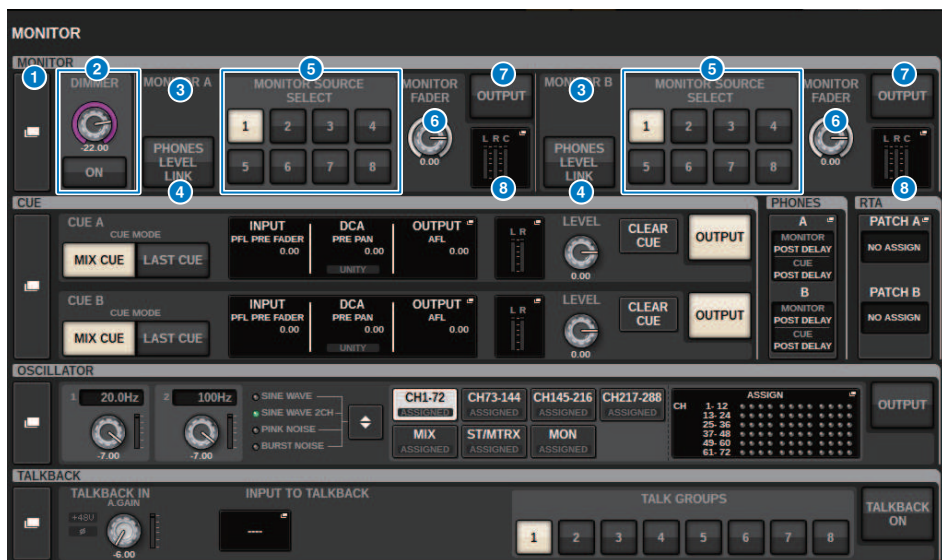 MONITOR
MONITOR
1
2
DIMMER
-22.00
ON
MONITOR A
3
PHONES
LEVEL
LINK
4
5
MONITOR SOURCE
SELECT
1 2 3 4
5 6 7 8
MONITOR
FADER
6
0.00
7
OUTPUT
L R C
8
MONITOR B
3
PHONES
LEVEL
LINK
4
5
MONITOR SOURCE
SELECT
1 2 3 4
5 6 7 8
MONITOR
FADER
6
0.00
7
OUTPUT
L R C
8
CUE
CUE A
CUE MODE
MIX CUE
LAST CUE
INPUT
PFL PRE FADER
0.00
DCA
PRE PAN
0.00
UNITY
OUTPUT
AFL
0.00
L R
LEVEL
0.00
CLEAR
CUE
OUTPUT
CUE B
CUE MODE
MIX CUE
LAST CUE
INPUT
PFL PRE FADER
0.00
DCA
PRE PAN
0.00
UNITY
OUTPUT
AFL
0.00
L R
LEVEL
0.00
CLEAR
CUE
OUTPUT
PHONES
A
MONITOR
POST DELAY
CUE
POST DELAY
B
MONITOR
POST DELAY
CUE
POST DELAY
RTA
PATCH A
NO ASSIGN
PATCH B
NO ASSIGN
OSCILLATOR
1 20.0Hz
-7.00
2 100Hz
-7.00
SINE WAVE
SINE WAVE 2CH
PINK NOISE
BURST NOISE
CH1-72
ASSIGNED
CH73-144
ASSIGNED
CH145-216
ASSIGNED
CH217-288
ASSIGNED
MIX
ASSIGNED
ST/MTRX
ASSIGNED
MON
ASSIGNED
ASSIGN
CH 1- 12
13- 24
25- 36
37- 48
49- 60
61- 72
OUTPUT
TALKBACK
TALKBACK IN
A.GAIN
+48V
Ø
-6.00
INPUT TO TALKBACK
----
TALK GROUPS
1 2 3 4 5 6 7 8
TALKBACK
ON